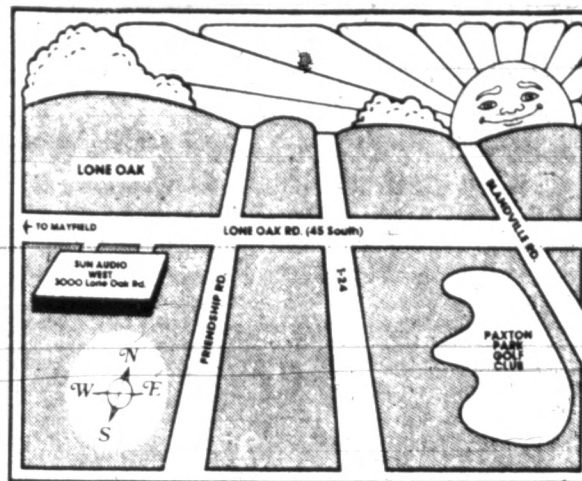 LONE OAK
BLANDVILLE RD.
← TO MAYFIELD
LONE OAK RD. (45 South)
SUN AUDIO
WEST
3000 Lone Oak Rd.
FRIENDSHIP RD.
I-24
PAXTON
PARK
GOLF
CLUB
N
W E
S